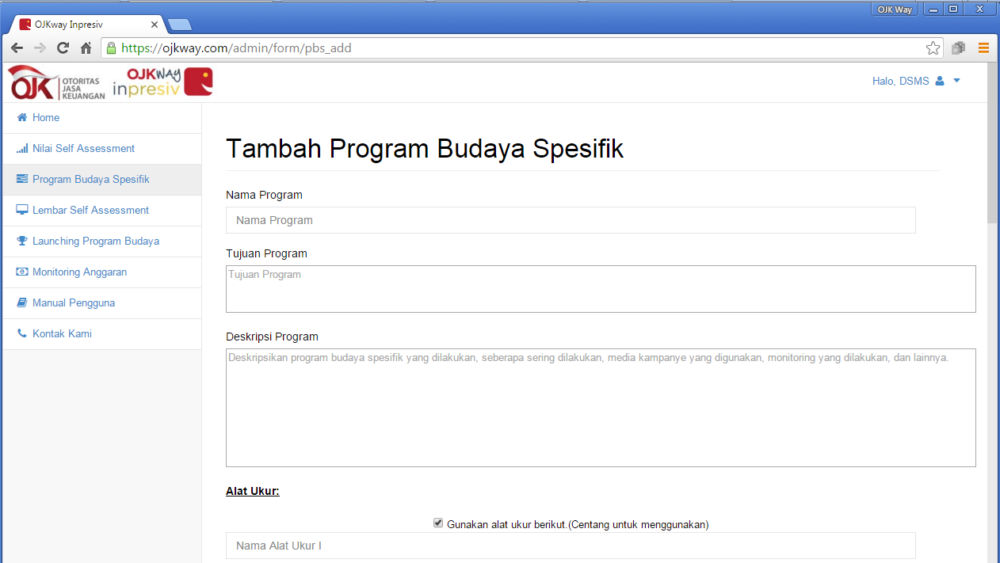 OJK Way
OJKway Inpresiv
https://ojkway.com/admin/form/pbs_add
OJK OTORITAS JASA KEUANGAN
OJKWAY inpresiv
Halo, DSMS
Home
Nilai Self Assessment
Program Budaya Spesifik
Lembar Self Assessment
Launching Program Budaya
Monitoring Anggaran
Manual Pengguna
Kontak Kami
Tambah Program Budaya Spesifik
Nama Program
Nama Program
Tujuan Program
Tujuan Program
Deskripsi Program
Deskripsikan program budaya spesifik yang dilakukan, seberapa sering dilakukan, media kampanye yang digunakan, monitoring yang dilakukan, dan lainnya.
Alat Ukur:
Gunakan alat ukur berikut.(Centang untuk menggunakan)
Nama Alat Ukur I